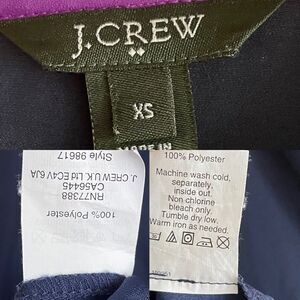 J.CREW
XS
MADE IN
100% Polyester
RN77388
CA56445
J. CREW UK Ltd EC4V 6JA
Style 98617
100% Polyester
Machine wash cold,
separately,
inside out.
Non chlorine
bleach only.
Tumble dry low.
Warm iron as needed.